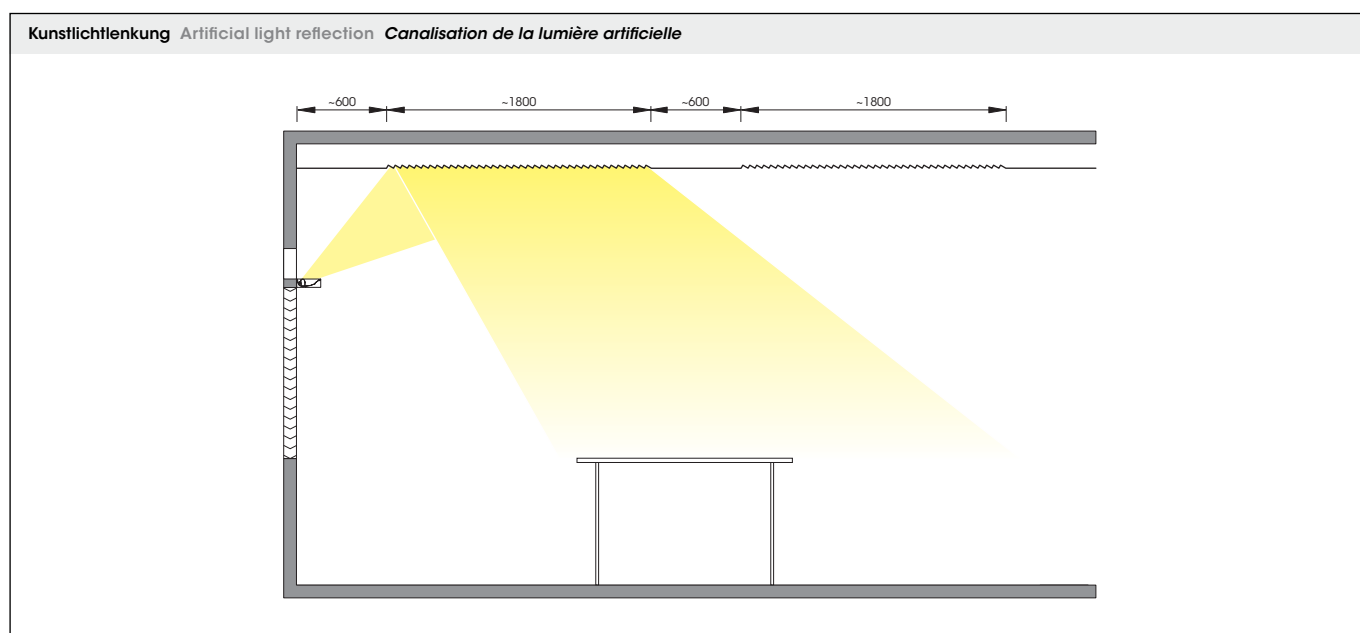 Kunstlichtlenkung Artificial light reflection Canalisation de la lumière artificielle
~600 ~1800 ~600 ~1800